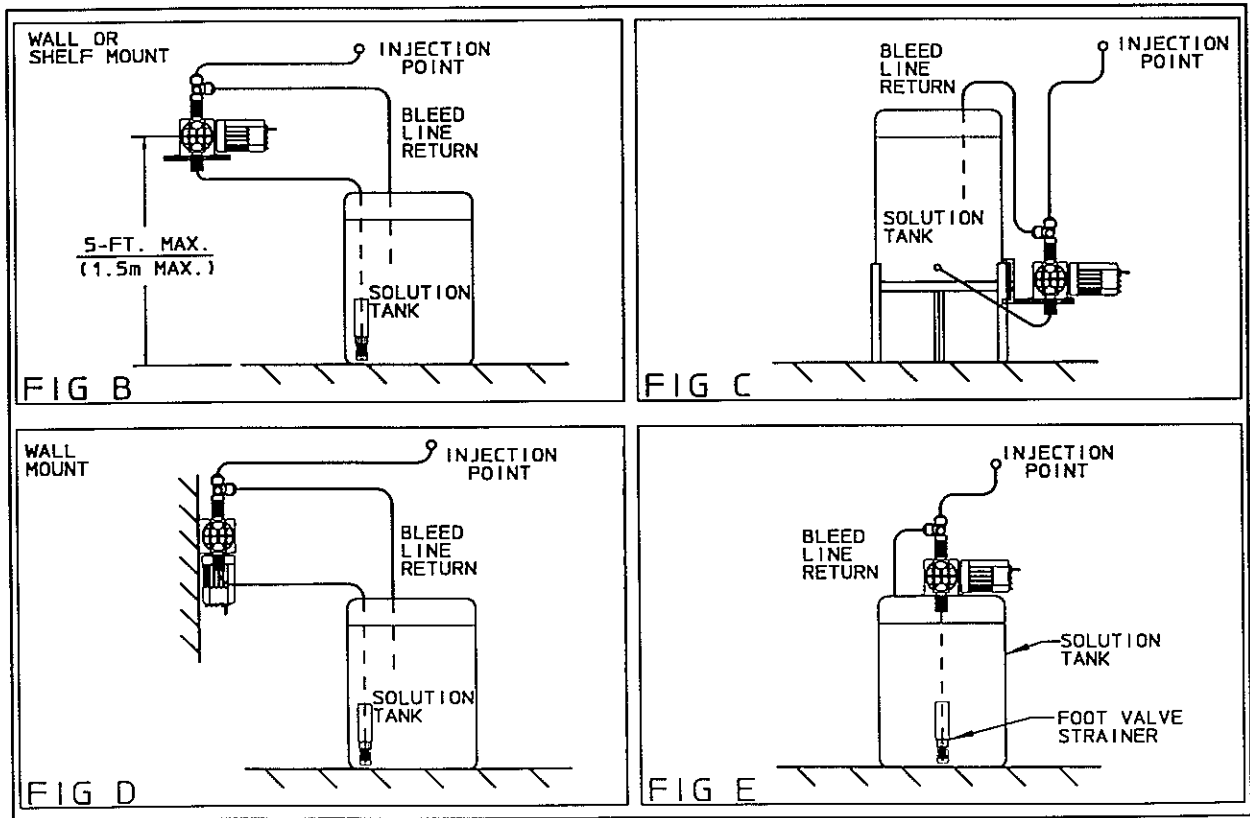 WALL OR
SHELF MOUNT
INJECTION
POINT
BLEED
LINE
RETURN
5-FT. MAX.
(1.5m MAX.)
SOLUTION
TANK
FIG B
BLEED
LINE
RETURN
INJECTION
POINT
SOLUTION
TANK
FIG C
WALL
MOUNT
INJECTION
POINT
BLEED
LINE
RETURN
SOLUTION
TANK
FIG D
INJECTION
POINT
BLEED
LINE
RETURN
SOLUTION
TANK
FOOT VALVE
STRAINER
FIG E